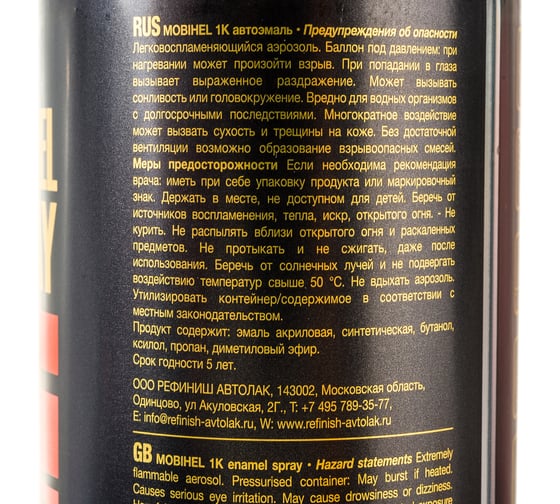 RUS MOBIHEL 1K автоэмаль • Предупреждения об опасности
Легковоспламеняющийся аэрозоль. Баллон под давлением: при
нагревании может произойти взрыв. При попадании в глаза
вызывает выраженное раздражение. Может вызывать
сонливость или головокружение. Вредно для водных организмов
с долгосрочными последствиями. Многократное воздействие
может вызвать сухость и трещины на коже. Без достаточной
вентиляции возможно образование взрывоопасных смесей.
Меры предосторожности Если необходима рекомендация
врача: иметь при себе упаковку продукта или маркировочный
знак. Держать в месте, не доступном для детей. Беречь от
источников воспламенения, тепла, искр, открытого огня. - Не
курить. Не распылять вблизи открытого огня и раскаленных
предметов. Не протыкать и не сжигать, даже после
использования. Беречь от солнечных лучей и не подвергать
воздействию температур свыше 50 °C. Не вдыхать аэрозоль.
Утилизировать контейнер/содержимое в соответствии с
местным законодательством.
Продукт содержит: эмаль акриловая, синтетическая, бутанол,
ксилол, пропан, диметиловый эфир.
Срок годности 5 лет.
ООО РЕФИНИШ АВТОЛАК, 143002, Московская область,
Одинцово, ул Акуловская, 2Г., Т: +7 495 789-35-77,
E: info@refinish-avtolak.ru, W: www.refinish-avtolak.ru
GB MOBIHEL 1K enamel spray • Hazard statements Extremely
flammable aerosol. Pressurised container: May burst if heated.
Causes serious eye irritation. May cause drowsiness or dizziness.